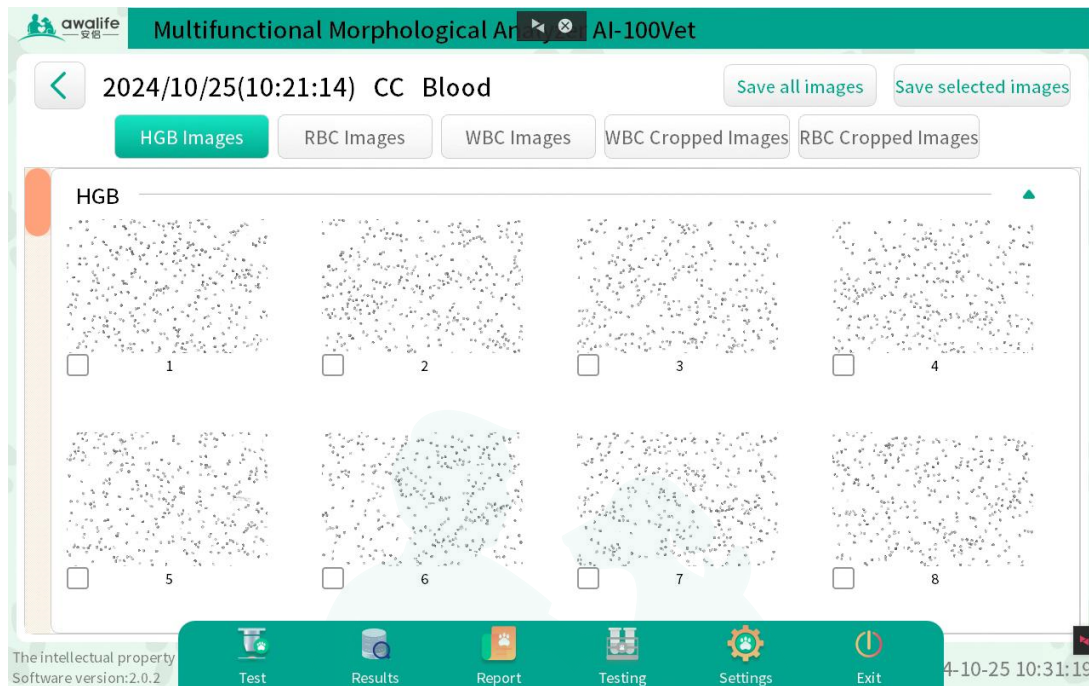 awalife
安侣
Multifunctional Morphological An er AI-100Vet
2024/10/25(10:21:14) CC Blood
Save all images
Save selected images
HGB Images
RBC Images
WBC Images
WBC Cropped Images
RBC Cropped Images
HGB
1
2
3
4
5
6
7
8
The intellectual property
Software version:2.0.2
Test
Results
Report
Testing
Settings
Exit
4-10-25 10:31:19